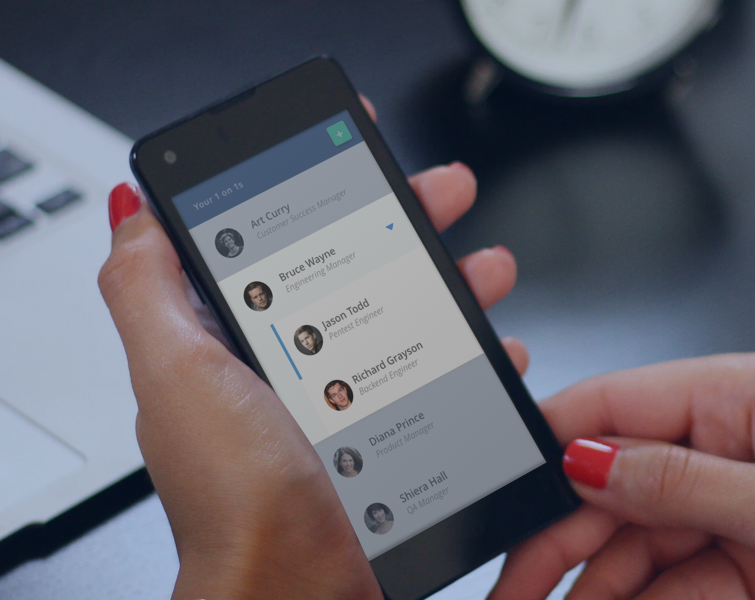 Your 1 on 1s
+
Art Curry
Customer Success Manager
Bruce Wayne
Engineering Manager
Jason Todd
Pentest Engineer
Richard Grayson
Backend Engineer
Diana Prince
Product Manager
Shiera Hall
QA Manager